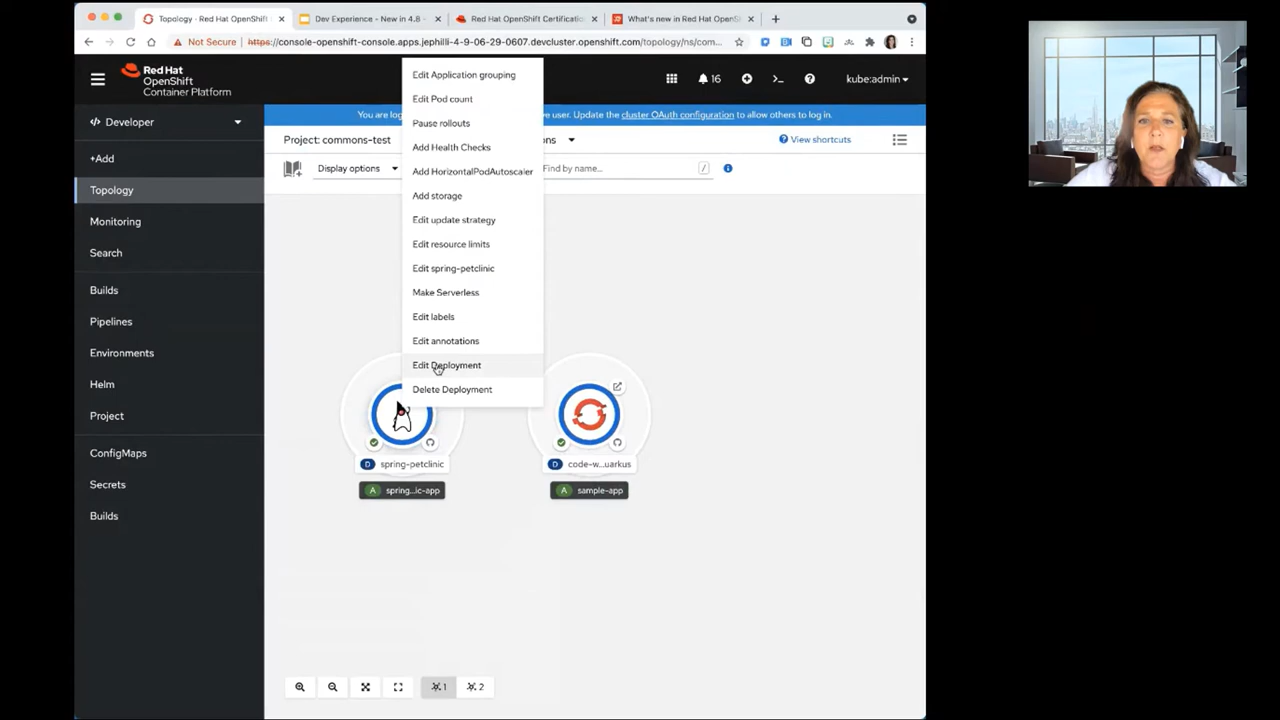 Topology - Red Hat OpenShift
Dev Experience - New in 4.8 -
Red Hat OpenShift Certification
What's new in Red Hat OpenSh
Not Secure
https://console-openshift-console.apps.jephilli-4-9-06-29-0607.devcluster.openshift.com/topology/ns/com...
Red Hat
OpenShift
Container Platform
16
kube:admin
You are log
ve user. Update the cluster OAuth configuration to allow others to log in.
Developer
Project: commons-test
ons
View shortcuts
Display options
Find by name...
/
+Add
Topology
Monitoring
Search
Builds
Pipelines
Environments
Helm
Project
ConfigMaps
Secrets
Builds
Edit Application grouping
Edit Pod count
Pause rollouts
Add Health Checks
Add HorizontalPodAutoscaler
Add storage
Edit update strategy
Edit resource limits
Edit spring-petclinic
Make Serverless
Edit labels
Edit annotations
Edit Deployment
Delete Deployment
D spring-petclinic
A spring...ic-app
D code-w...uarkus
A sample-app
1
2